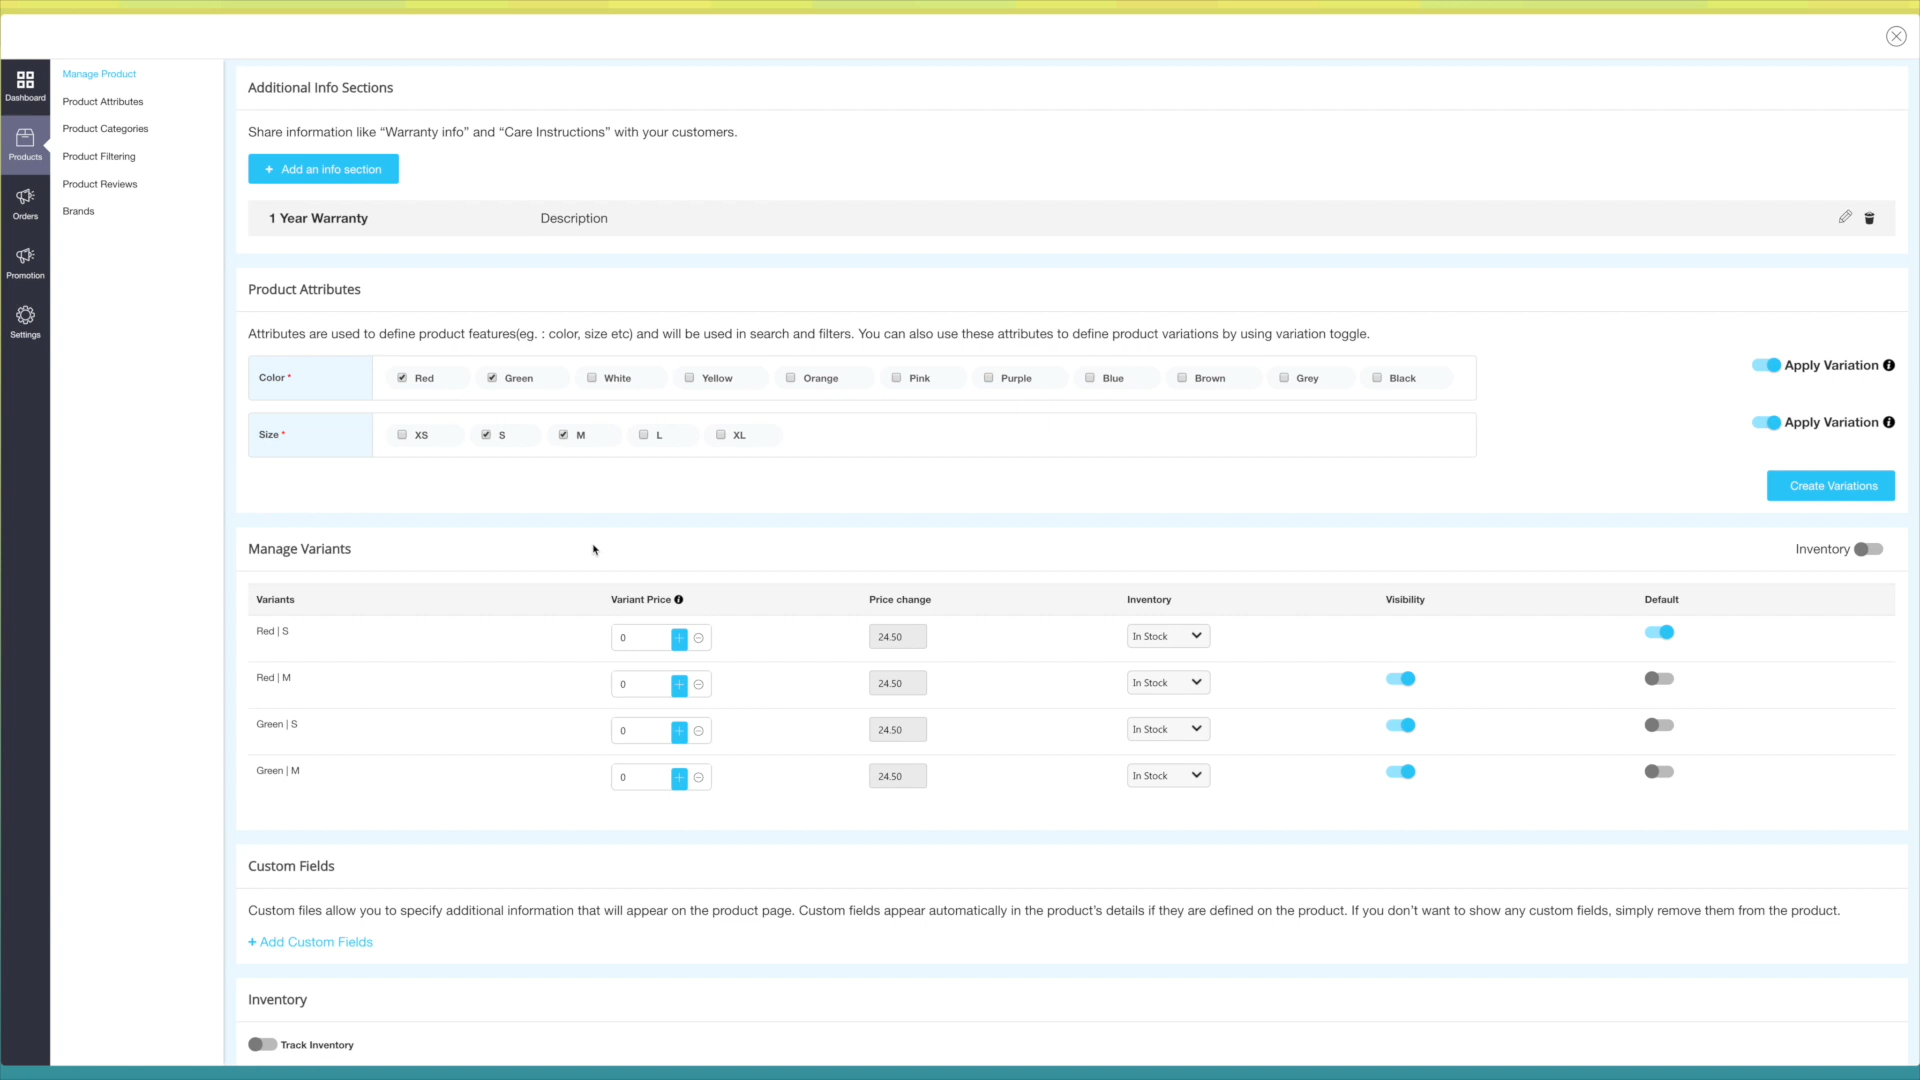 Dashboard
Products
Orders
Promotion
Settings
Manage Product
Product Attributes
Product Categories
Product Filtering
Product Reviews
Brands
Additional Info Sections
Share information like “Warranty info” and “Care Instructions” with your customers.
+ Add an info section
1 Year Warranty Description
Product Attributes
Attributes are used to define product features(eg. : color, size etc) and will be used in search and filters. You can also use these attributes to define product variations by using variation toggle.
Color * Red Green White Yellow Orange Pink Purple Blue Brown Grey Black Apply Variation
Size * XS S M L XL Apply Variation
Create Variations
Manage Variants Inventory
Variants Variant Price Price change Inventory Visibility Default
Red | S 0 24.50 In Stock
Red | M 0 24.50 In Stock
Green | S 0 24.50 In Stock
Green | M 0 24.50 In Stock
Custom Fields
Custom files allow you to specify additional information that will appear on the product page. Custom fields appear automatically in the product’s details if they are defined on the product. If you don’t want to show any custom fields, simply remove them from the product.
+ Add Custom Fields
Inventory
Track Inventory